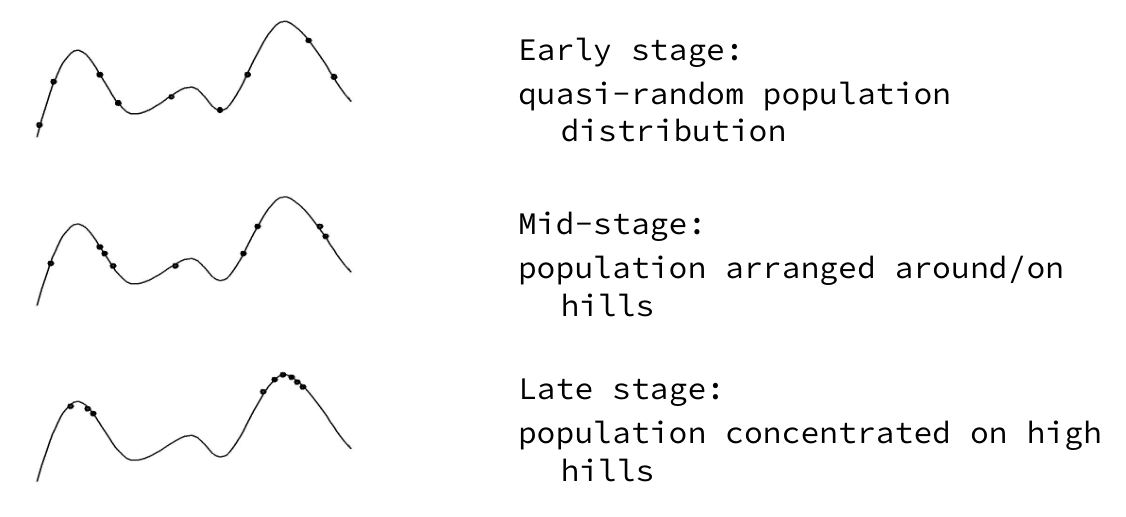 Early stage:
quasi-random population
distribution
Mid-stage:
population arranged around/on
hills
Late stage:
population concentrated on high
hills